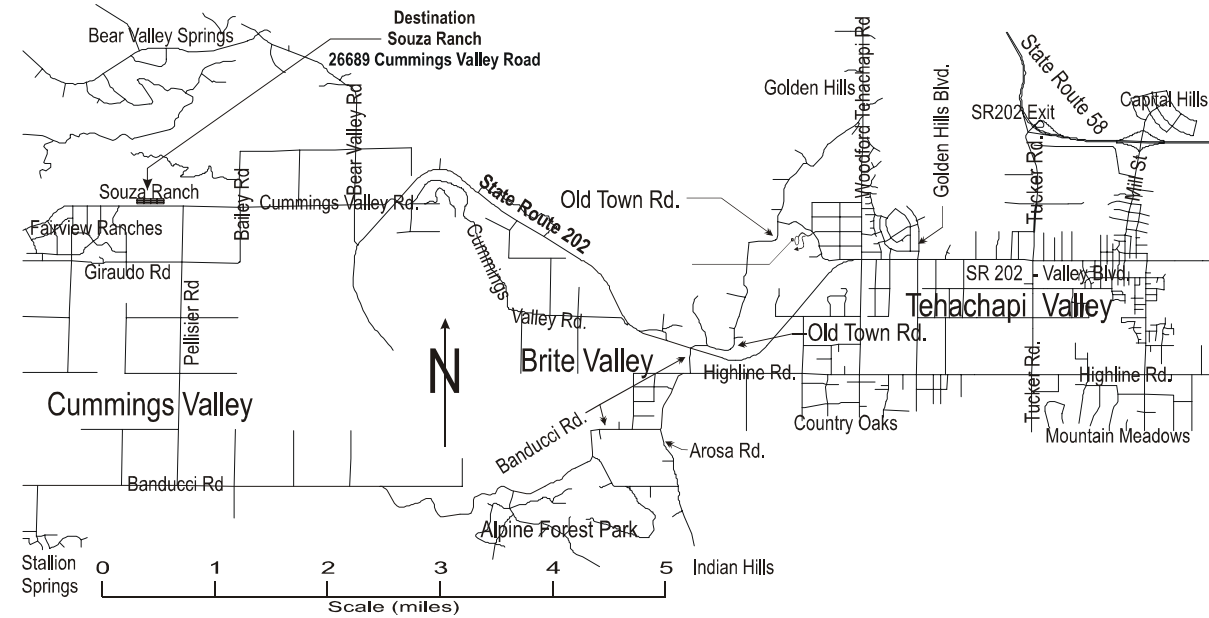 Destination
Souza Ranch
26689 Cummings Valley Road
Bear Valley Springs
Bear Valley Rd
Souza Ranch
Bailey Rd
Cummings Valley Rd.
Fairview Ranches
Giraudo Rd
Pellisier Rd
Cummings Valley
Banducci Rd
Stallion
Springs
State Route 202
Cummings
Valley Rd.
Brite Valley
N
Banducci Rd.
Alpine Forest Park
Indian Hills
Arosa Rd.
Highline Rd.
Old Town Rd.
Old Town Rd.
Golden Hills
Woodford Tehachapi Rd
Golden Hills Blvd.
State Route 58
SR202 Exit
Capital Hills
Tucker Rd.
Mill St
SR 202 - Valley Blvd.
Tehachapi Valley
Tucker Rd.
Highline Rd.
Country Oaks
Mountain Meadows
0 1 2 3 4 5
Scale (miles)